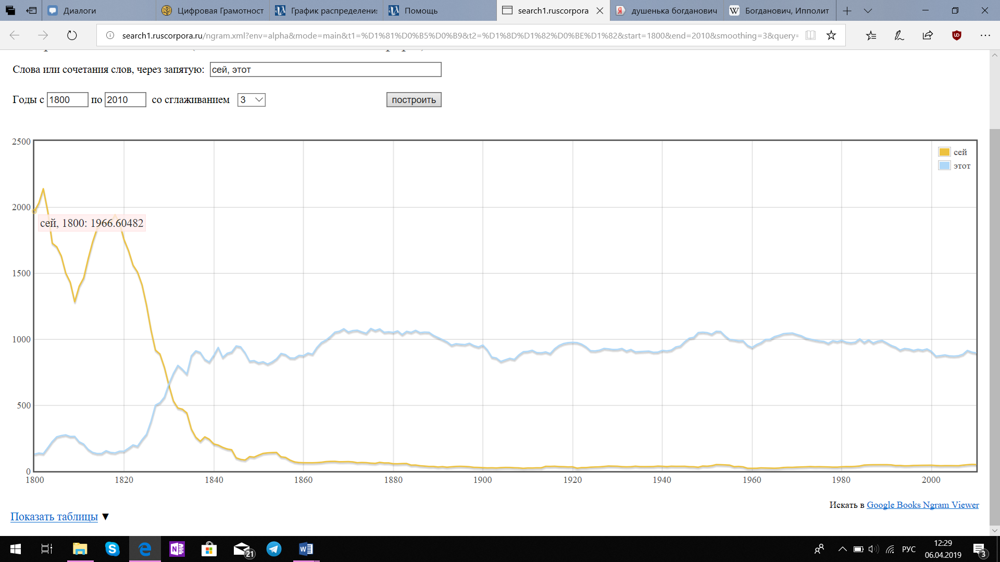 Диалоги
Цифровая Грамотност
График распределени
Помощь
search1.ruscorpora
душенька богданович
Богданович, Ипполит
search1.ruscorpora.ru/ngram.xml?env=alpha&mode=main&t1=%D1%81%D0%B5%D0%B9&t2=%D1%8D%D1%82%D0%BE%D1%82&start=1800&end=2010&smoothing=3&query=
Слова или сочетания слов, через запятую: сей, этот
Годы с 1800 по 2010 со сглаживанием 3 построить
2500
2000
1500
1000
500
0
сей
этот
сей, 1800: 1966.60482
1800 1820 1840 1860 1880 1900 1920 1940 1960 1980 2000
Искать в Google Books Ngram Viewer
Показать таблицы ▼
21
РУС
12:29
06.04.2019
3